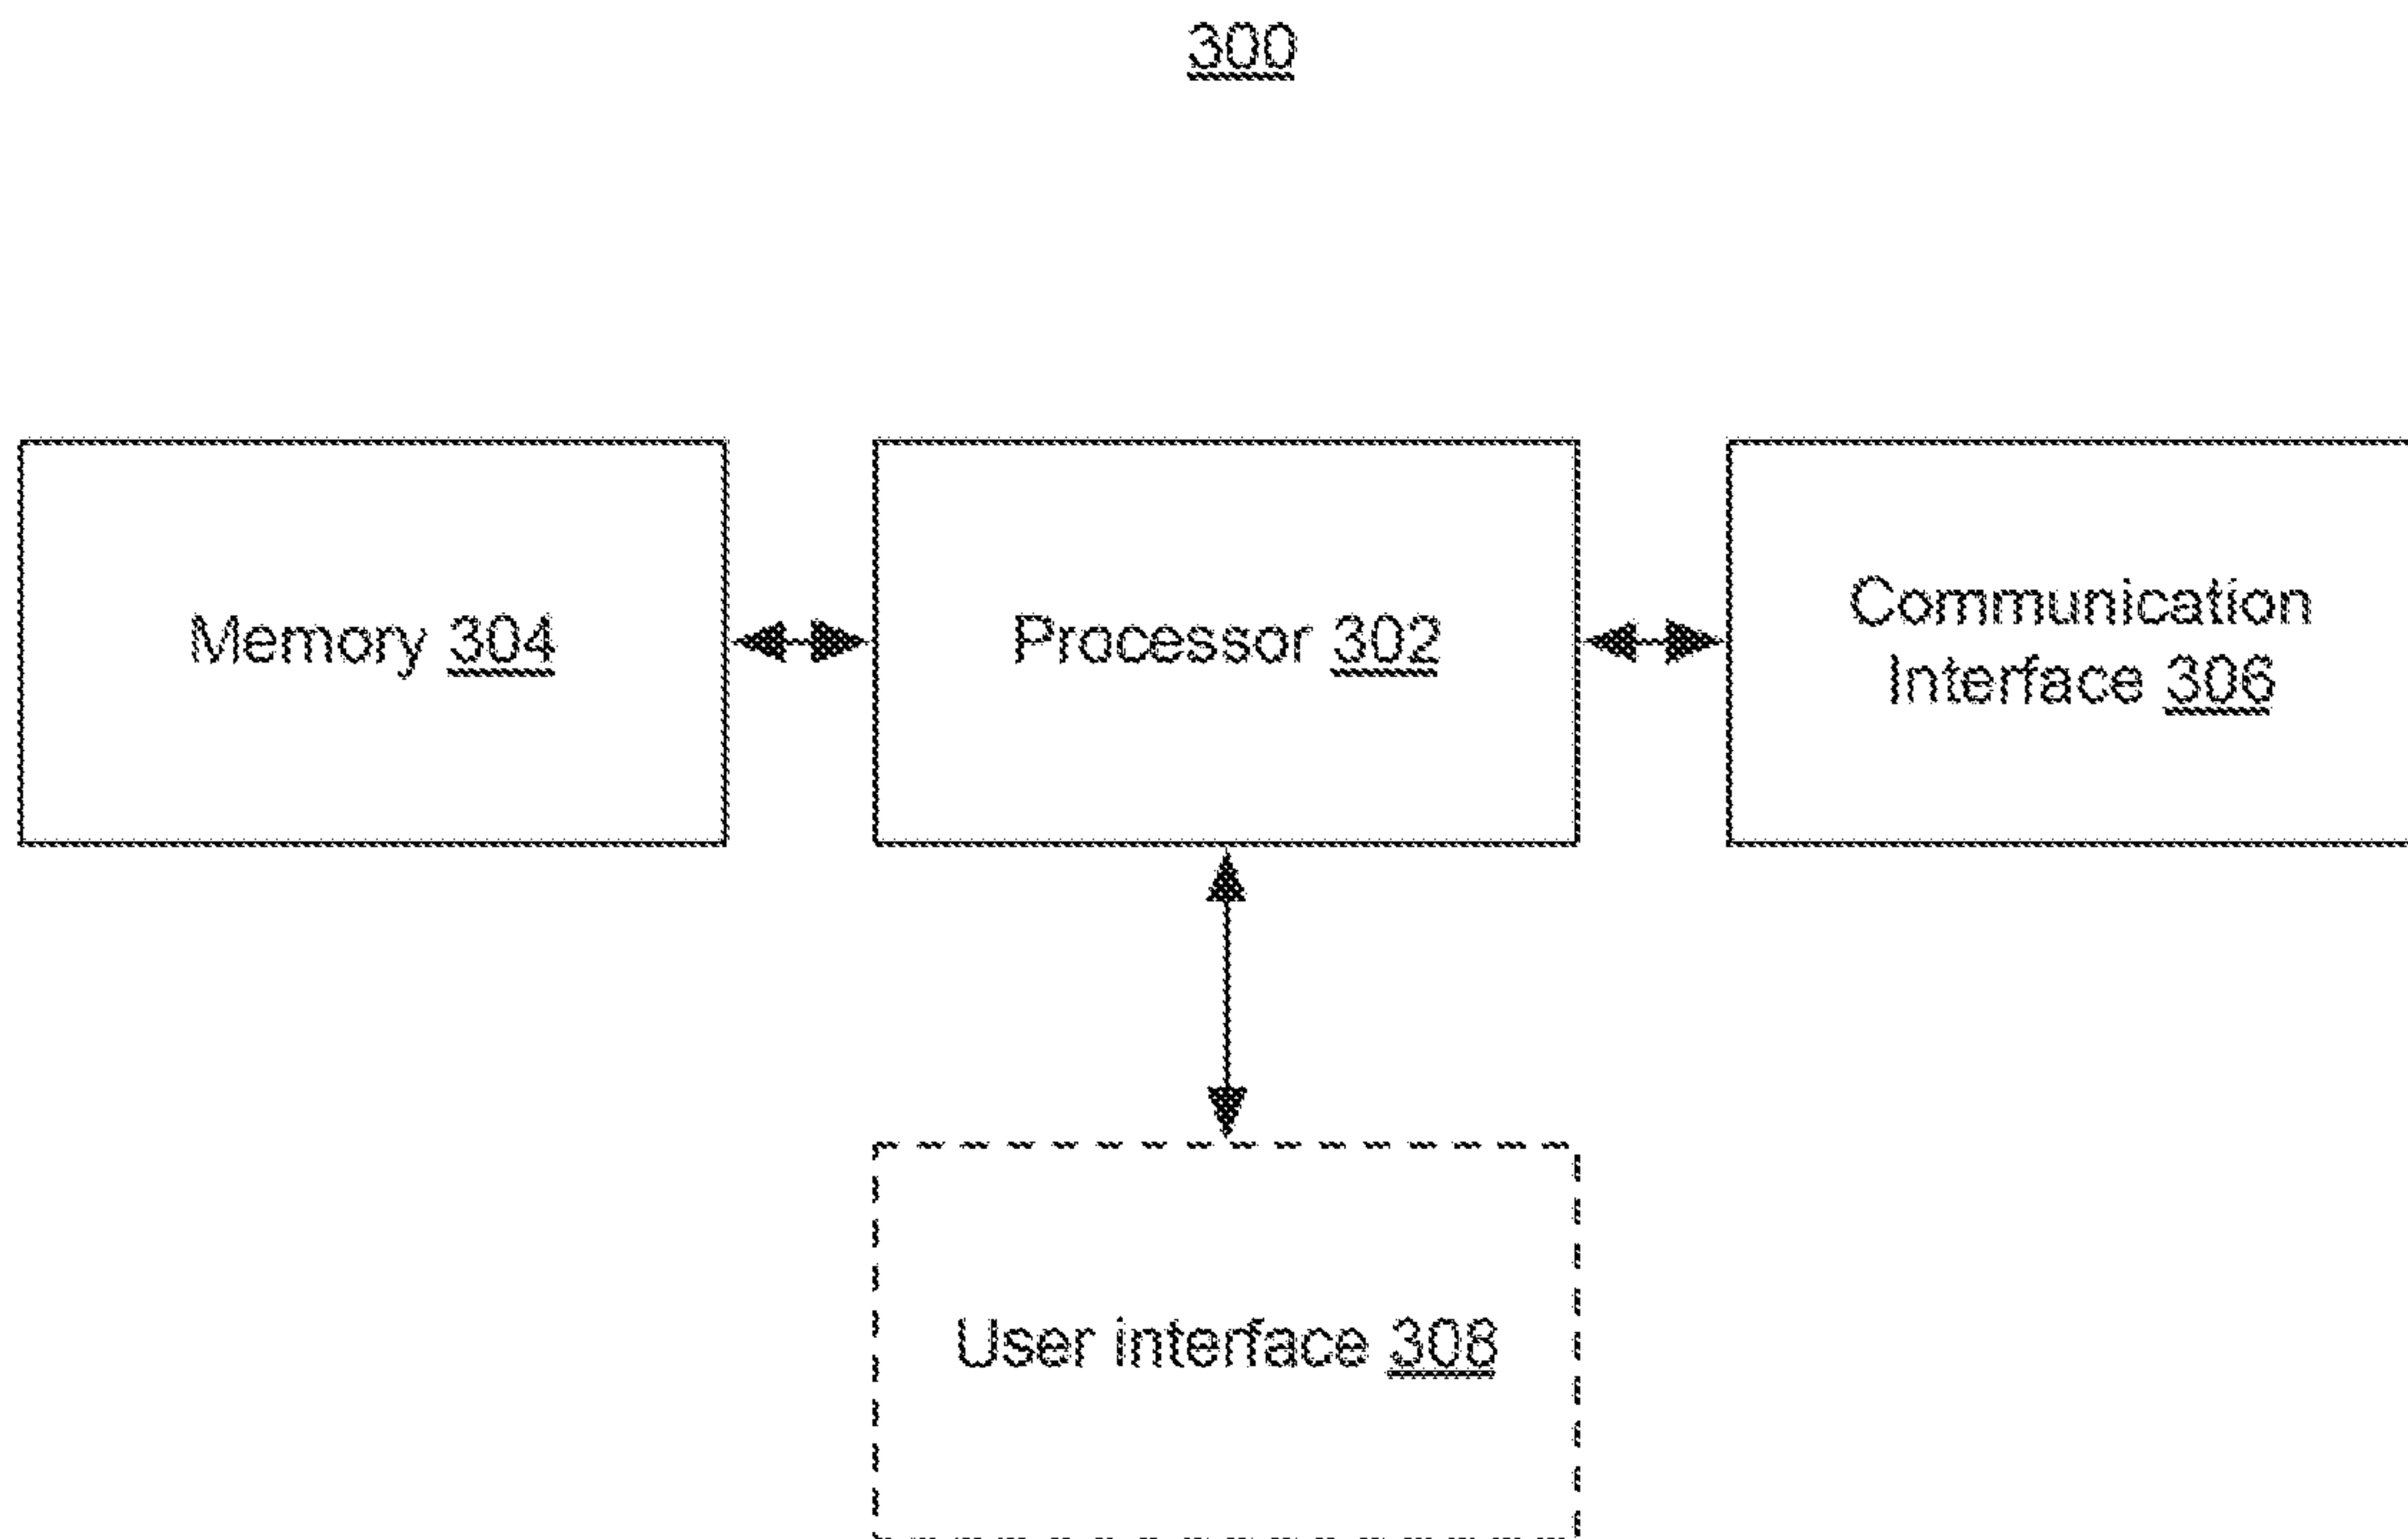 300
Memory 304
Processor 302
Communication
Interface 306
User interface 308